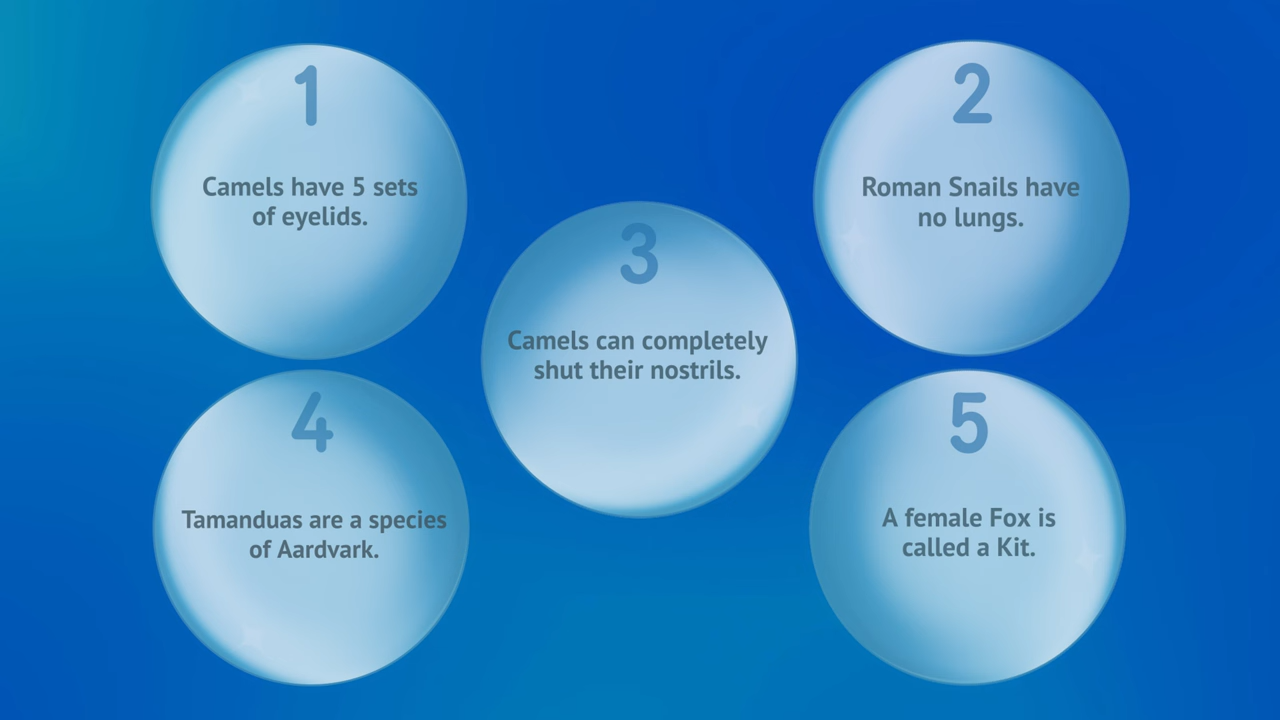 1
Camels have 5 sets
of eyelids.
2
Roman Snails have
no lungs.
3
Camels can completely
shut their nostrils.
4
Tamanduas are a species
of Aardvark.
5
A female Fox is
called a Kit.